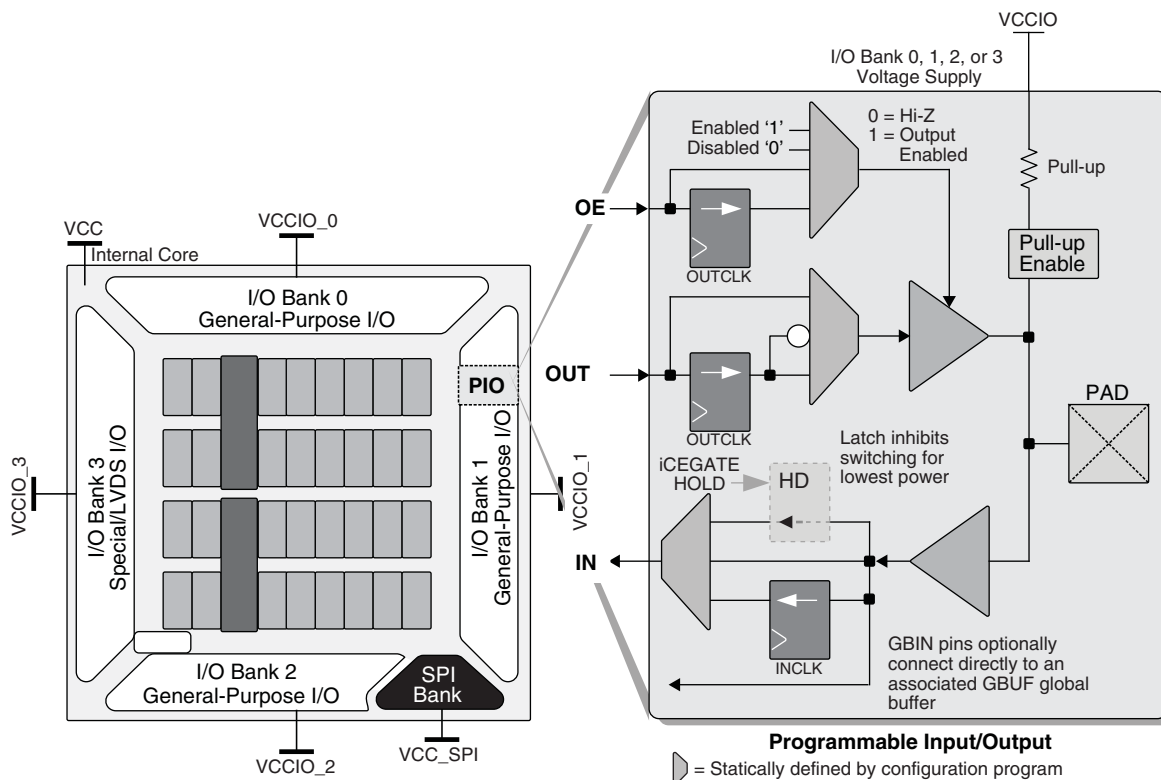 VCCIO
I/O Bank 0, 1, 2, or 3
Voltage Supply
Enabled ‘1’
Disabled ‘0’
0 = Hi-Z
1 = Output
Enabled
Pull-up
OE
OUTCLK
Pull-up
Enable
VCC
VCCIO_0
Internal Core
I/O Bank 0
General-Purpose I/O
PIO
OUT
OUTCLK
PAD
VCCIO_3
I/O Bank 3
Special/LVDS I/O
I/O Bank 1
General-Purpose I/O
VCCIO_1
iCEGATE
HOLD
HD
Latch inhibits
switching for
lowest power
IN
INCLK
GBIN pins optionally
connect directly to an
associated GBUF global
buffer
I/O Bank 2
General-Purpose I/O
SPI
Bank
VCCIO_2
VCC_SPI
Programmable Input/Output
= Statically defined by configuration program